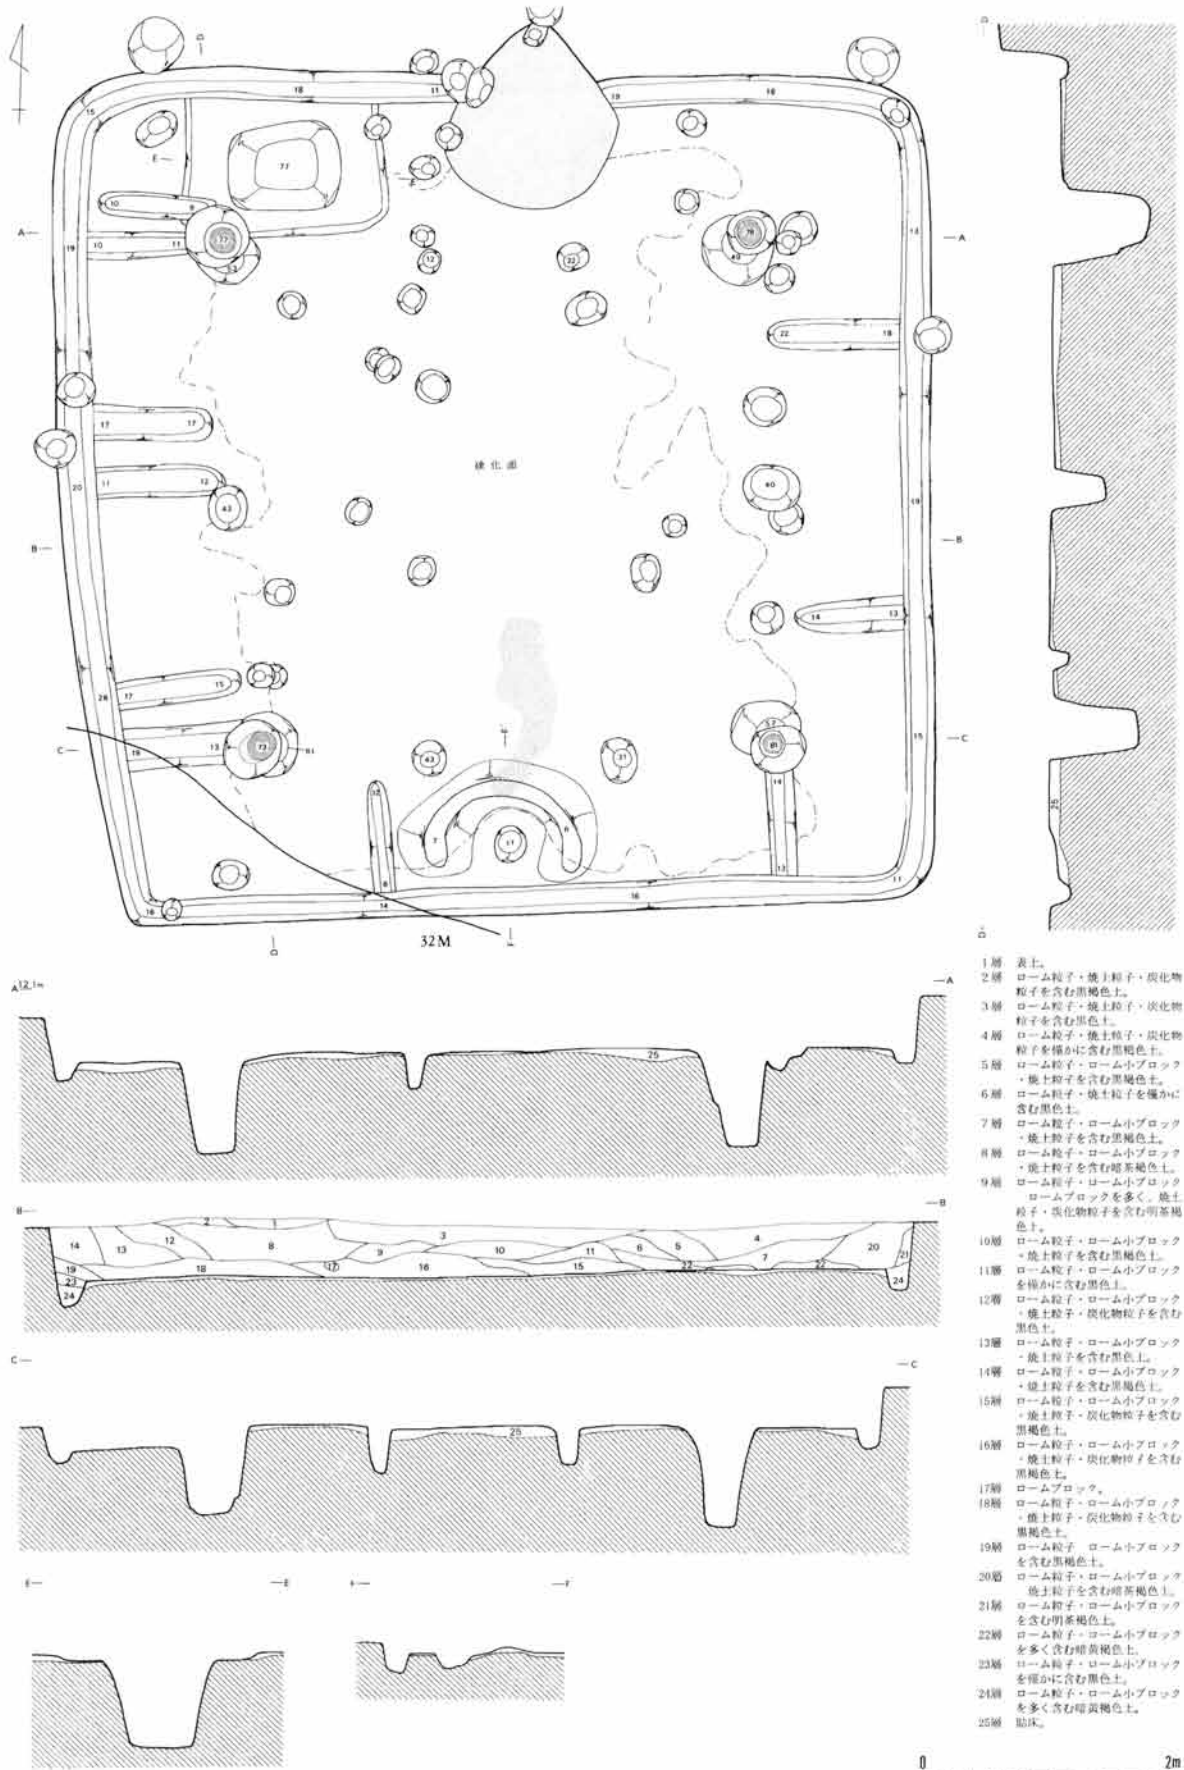 硬化面
32M
A 12.1m
1層 表土。
2層 ローム粒子・焼土粒子・炭化物
粒子を含む黒褐色土。
3層 ローム粒子・焼土粒子・炭化物
粒子を含む黒色土。
4層 ローム粒子・焼土粒子・炭化物
粒子を僅かに含む黒褐色土。
5層 ローム粒子・ローム小ブロック
・焼土粒子を含む黒褐色土。
6層 ローム粒子・焼土粒子を僅かに
含む黒色土。
7層 ローム粒子・ローム小ブロック
・焼土粒子を含む黒褐色土。
8層 ローム粒子・ローム小ブロック
・焼土粒子を含む暗茶褐色土。
9層 ローム粒子・ローム小ブロック
ロームブロックを多く、焼土
粒子・炭化物粒子を含む明茶褐
色土。
10層 ローム粒子・ローム小ブロック
・焼土粒子を含む黒褐色土。
11層 ローム粒子・ローム小ブロック
を僅かに含む黒色土。
12層 ローム粒子・ローム小ブロック
・焼土粒子・炭化物粒子を含む
黒色土。
13層 ローム粒子・ローム小ブロック
・焼土粒子を含む黒色土。
14層 ローム粒子・ローム小ブロック
・焼土粒子を含む黒褐色土。
15層 ローム粒子・ローム小ブロック
・焼土粒子・炭化物粒子を含む
黒褐色土。
16層 ローム粒子・ローム小ブロック
・焼土粒子・炭化物粒子を含む
黒褐色土。
17層 ロームブロック。
18層 ローム粒子・ローム小ブロック
・焼土粒子・炭化物粒子を含む
黒褐色土。
19層 ローム粒子 ローム小ブロック
を含む黒褐色土。
20層 ローム粒子・ローム小ブロック
焼土粒子を含む暗茶褐色土。
21層 ローム粒子・ローム小ブロック
を含む明茶褐色土。
22層 ローム粒子・ローム小ブロック
を多く含む暗黄褐色土。
23層 ローム粒子・ローム小ブロック
を僅かに含む黒色土。
24層 ローム粒子・ローム小ブロック
を多く含む暗黄褐色土。
25層 貼床。
0 2m